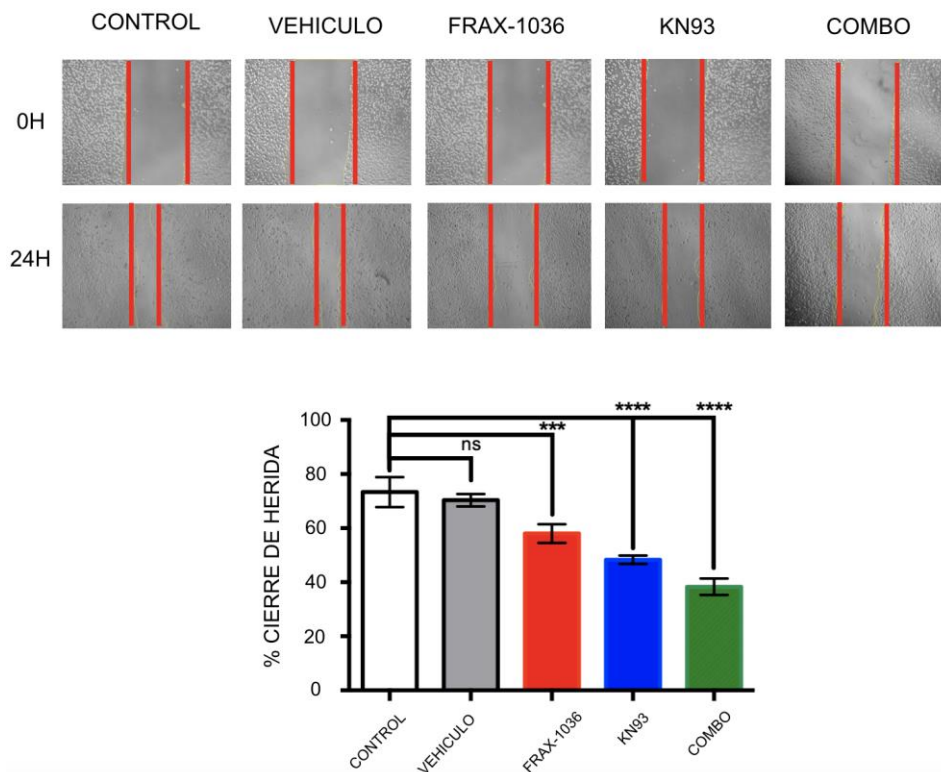 CONTROL VEHICULO FRAX-1036 KN93 COMBO
0H
24H
**** ****
***
ns
100
80
60
40
20
0
% CIERRE DE HERIDA
CONTROL VEHICULO FRAX-1036 KN93 COMBO